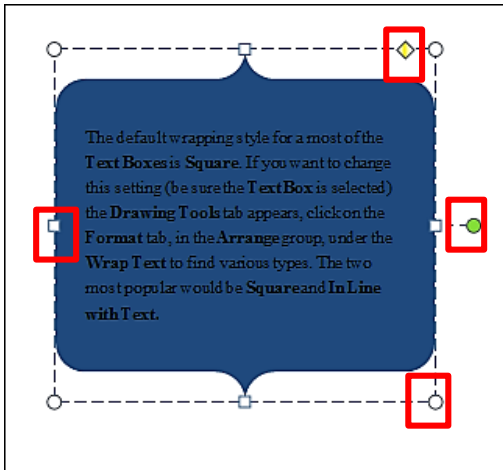 The default wrapping style for a most of the
Text Boxes is Square. If you want to change
this setting (be sure the Text Box is selected)
the Drawing Tools tab appears, click on the
Format tab, in the Arrange group, under the
Wrap Text to find various types. The two
most popular would be Square and In Line
with Text.